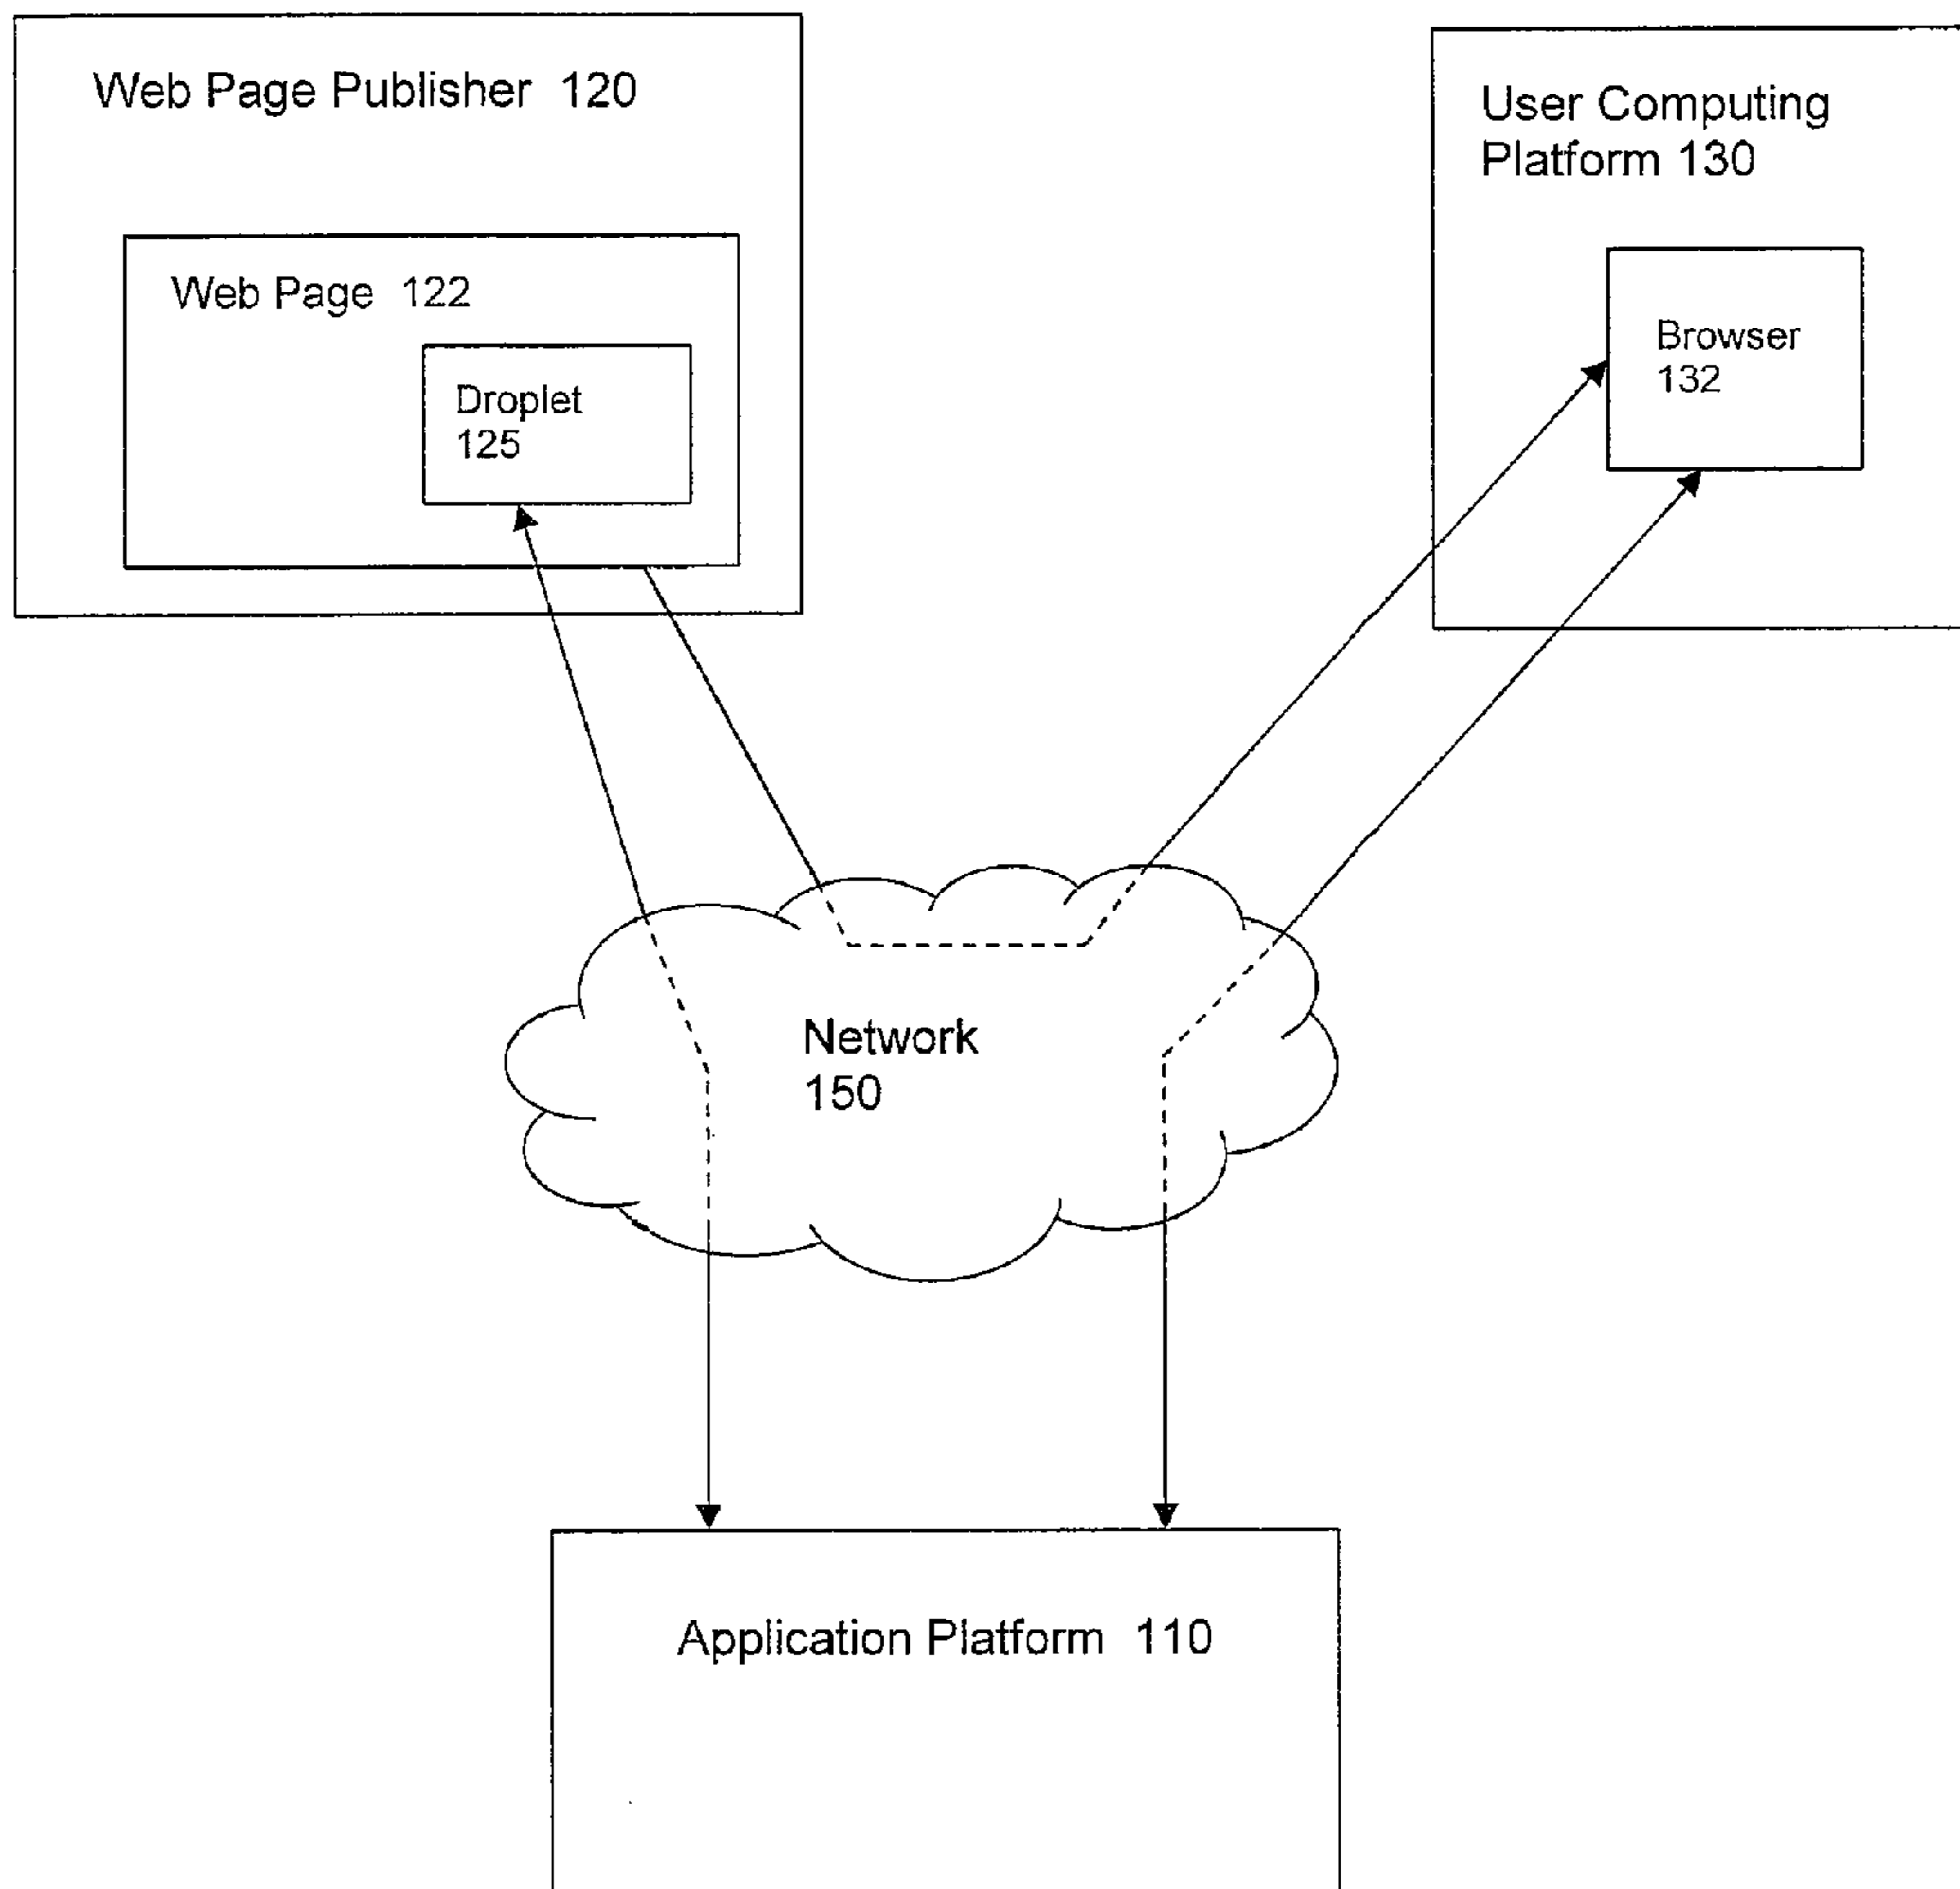 Web Page Publisher 120
Web Page 122
Droplet
125
User Computing
Platform 130
Browser
132
Network
150
Application Platform 110